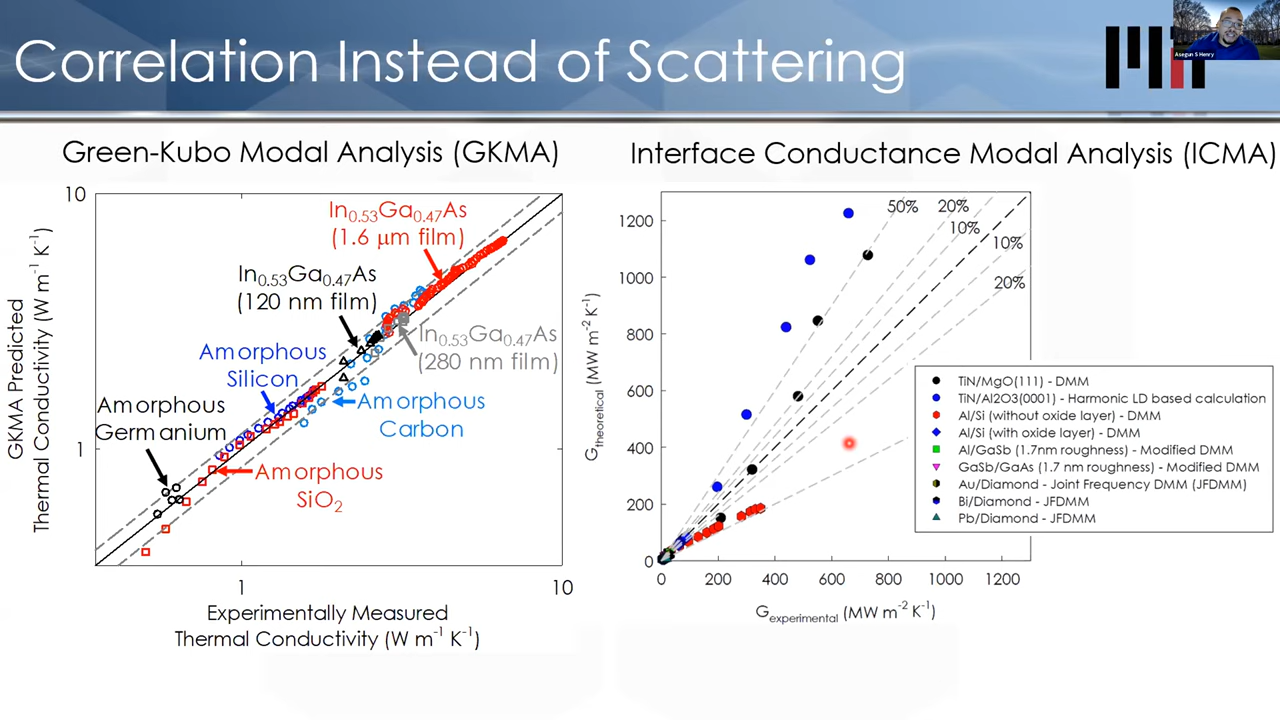 Correlation Instead of Scattering
Asegun S Henry
Green-Kubo Modal Analysis (GKMA)
10
GKMA Predicted
Thermal Conductivity (W m⁻¹ K⁻¹)
In₀.₅₃Ga₀.₄₇As
(1.6 μm film)
In₀.₅₃Ga₀.₄₇As
(120 nm film)
In₀.₅₃Ga₀.₄₇As
(280 nm film)
Amorphous
Silicon
Amorphous
Carbon
Amorphous
Germanium
1
Amorphous
SiO₂
1
10
Experimentally Measured
Thermal Conductivity (W m⁻¹ K⁻¹)
Interface Conductance Modal Analysis (ICMA)
G_theoretical (MW m⁻² K⁻¹)
1200
1000
800
600
400
200
0
50%
20%
10%
10%
20%
TiN/MgO(111) - DMM
TiN/Al2O3(0001) - Harmonic LD based calculation
Al/Si (without oxide layer) - DMM
Al/Si (with oxide layer) - DMM
Al/GaSb (1.7nm roughness) - Modified DMM
GaSb/GaAs (1.7 nm roughness) - Modified DMM
Au/Diamond - Joint Frequency DMM (JFDMM)
Bi/Diamond - JFDMM
Pb/Diamond - JFDMM
0 200 400 600 800 1000 1200
G_experimental (MW m⁻² K⁻¹)